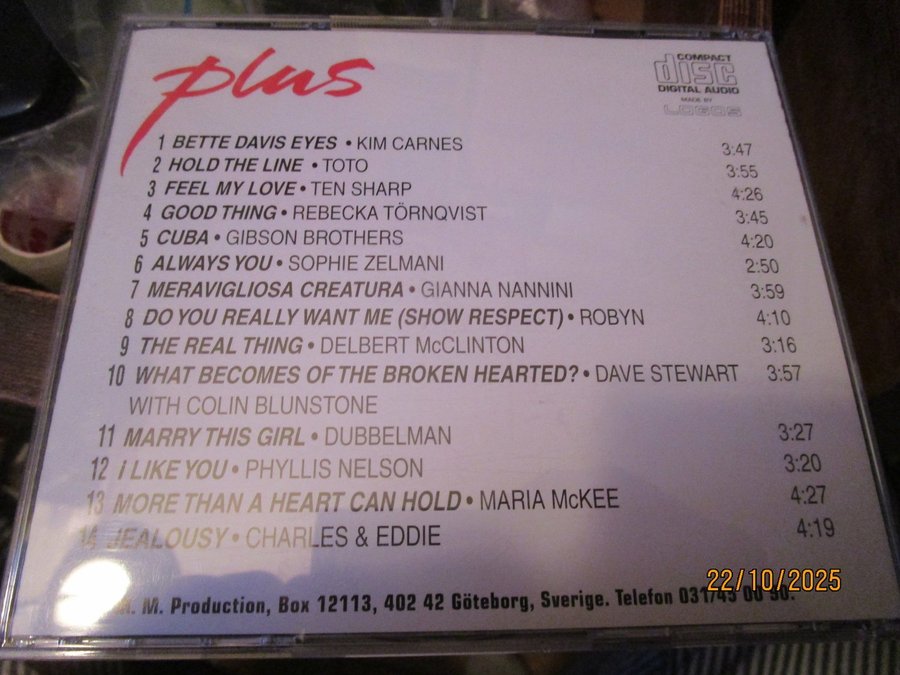 plus
COMPACT
disc
DIGITAL AUDIO
MADE BY
LOGOS
1 BETTE DAVIS EYES • KIM CARNES 3:47
2 HOLD THE LINE • TOTO 3:55
3 FEEL MY LOVE • TEN SHARP 4:26
4 GOOD THING • REBECKA TÖRNQVIST 3:45
5 CUBA • GIBSON BROTHERS 4:20
6 ALWAYS YOU • SOPHIE ZELMANI 2:50
7 MERAVIGLIOSA CREATURA • GIANNA NANNINI 3:59
8 DO YOU REALLY WANT ME (SHOW RESPECT) • ROBYN 4:10
9 THE REAL THING • DELBERT McCLINTON 3:16
10 WHAT BECOMES OF THE BROKEN HEARTED? • DAVE STEWART 3:57
WITH COLIN BLUNSTONE
11 MARRY THIS GIRL • DUBBELMAN 3:27
12 I LIKE YOU • PHYLLIS NELSON 3:20
13 MORE THAN A HEART CAN HOLD • MARIA McKEE 4:27
14 JEALOUSY • CHARLES & EDDIE 4:19
M. Production, Box 12113, 402 42 Göteborg, Sverige. Telefon
22/10/2025